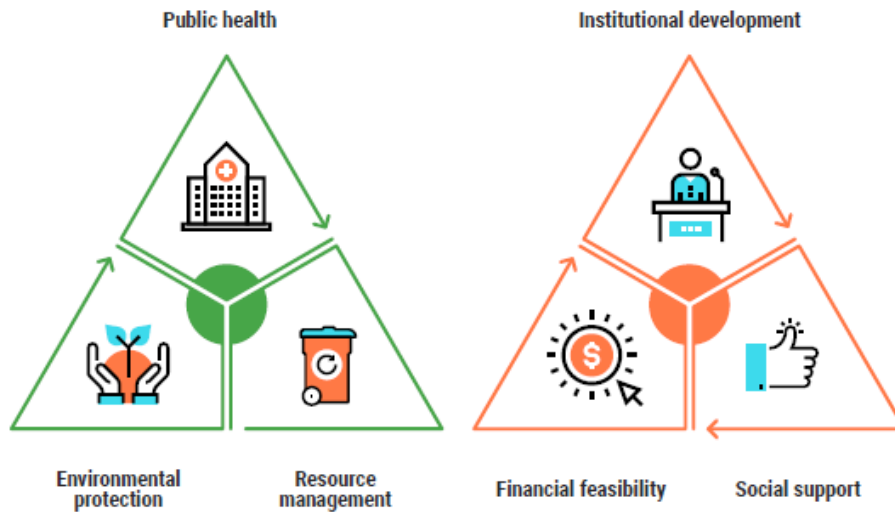 Public health
Institutional development
$
Environmental
protection
Resource
management
Financial feasibility
Social support